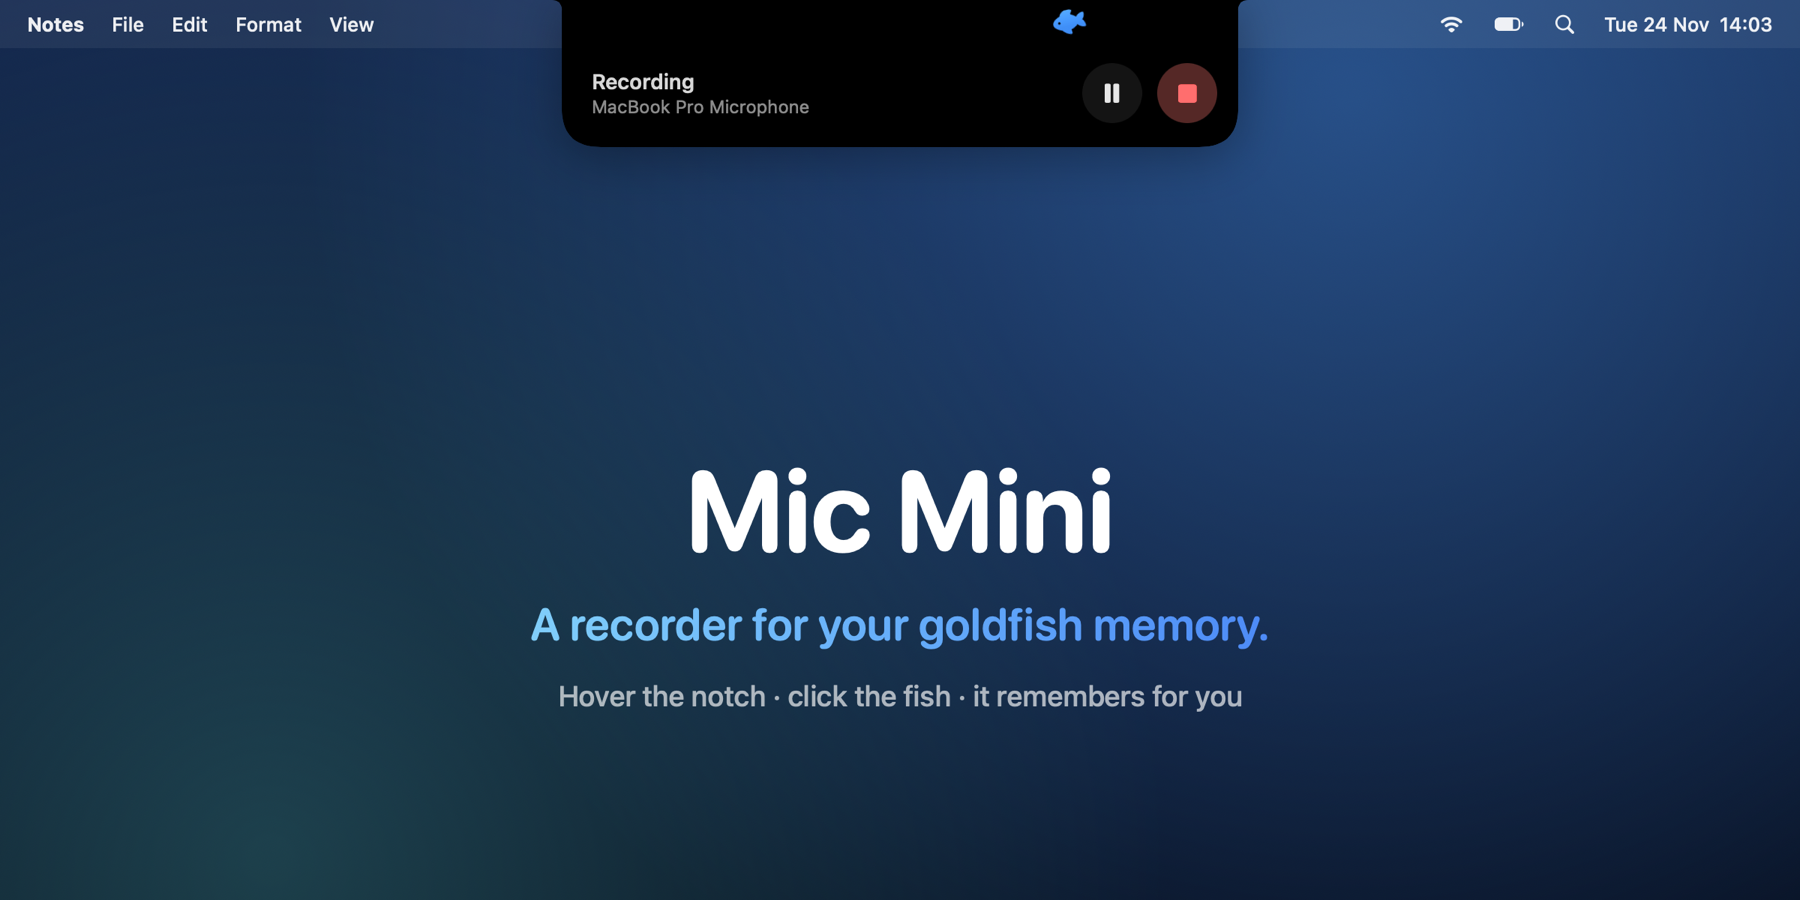 Notes File Edit Format View Tue 24 Nov 14:03
Recording
MacBook Pro Microphone
Mic Mini
A recorder for your goldfish memory.
Hover the notch · click the fish · it remembers for you